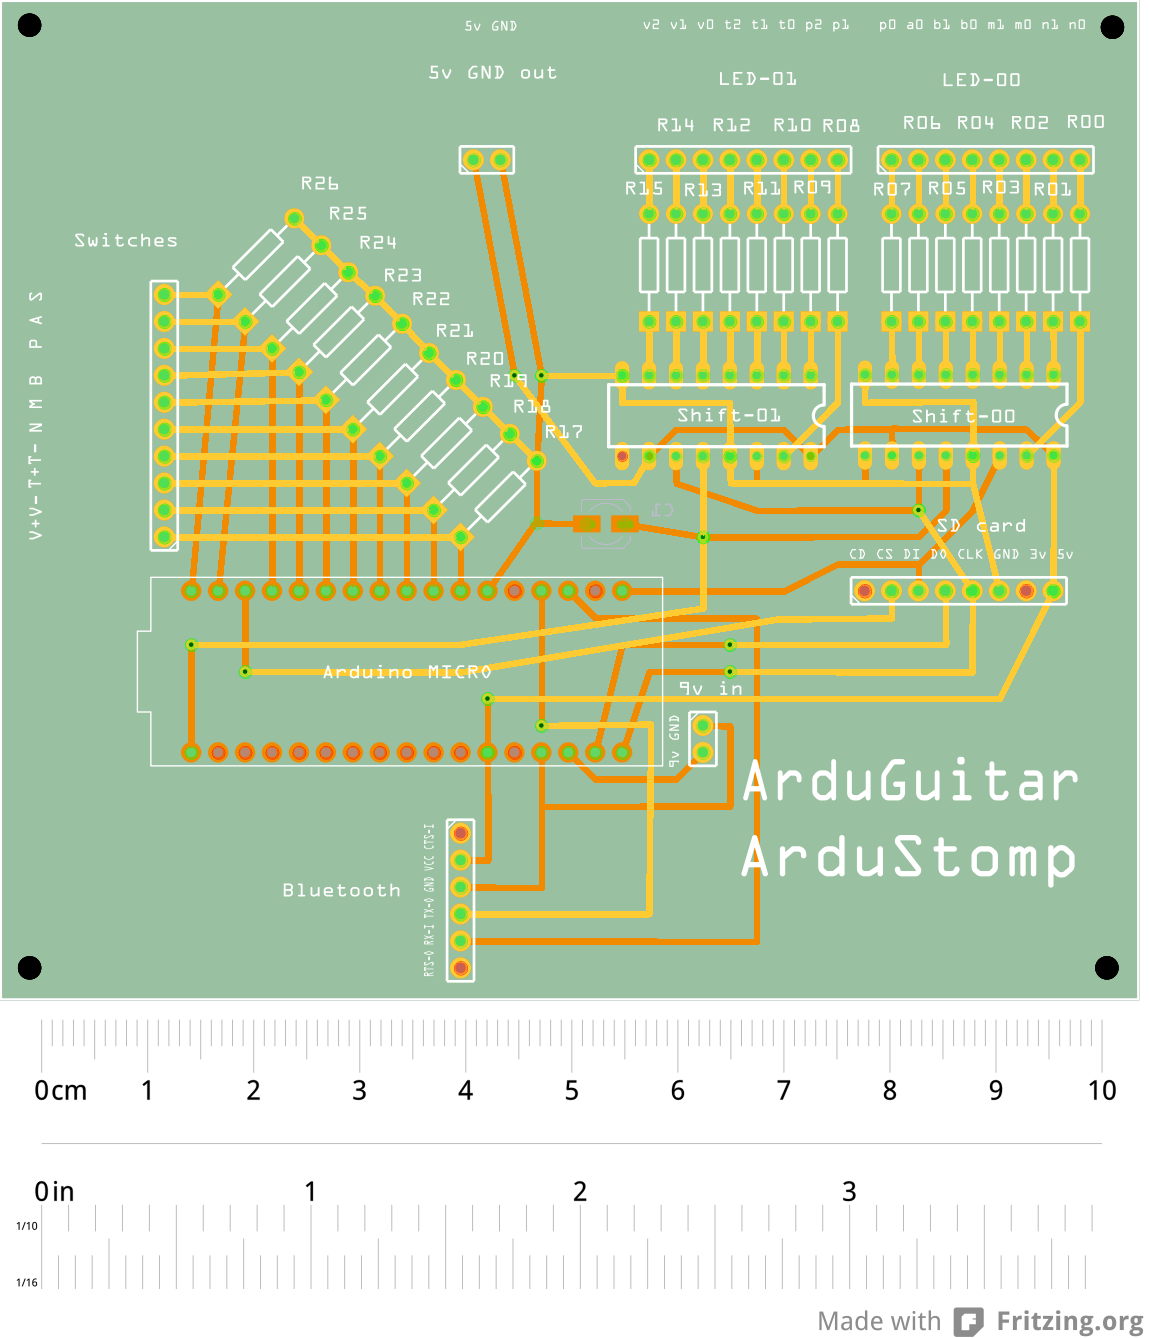 5v GND
v2 v1 v0 t2 t1 t0 p2 p1
p0 a0 b1 b0 m1 m0 n1 n0
5v GND out
LED-01
LED-00
R14 R12 R10 R08
R06 R04 R02 R00
R15 R13 R11 R09
R07 R05 R03 R01
R26
R25
R24
R23
R22
R21
R20
R19
R18
R17
Switches
V+V-T+T- N M B P A S
Shift-01
Shift-00
C1
SD card
CD CS DI DO CLK GND 3v 5v
Arduino MICRO
9v in
9v GND
ArduGuitar
ArduStomp
Bluetooth
RTS-O RX-I TX-O GND VCC CTS-I
0cm 1 2 3 4 5 6 7 8 9 10
0in 1 2 3
1/10
1/16
Made with Fritzing.org